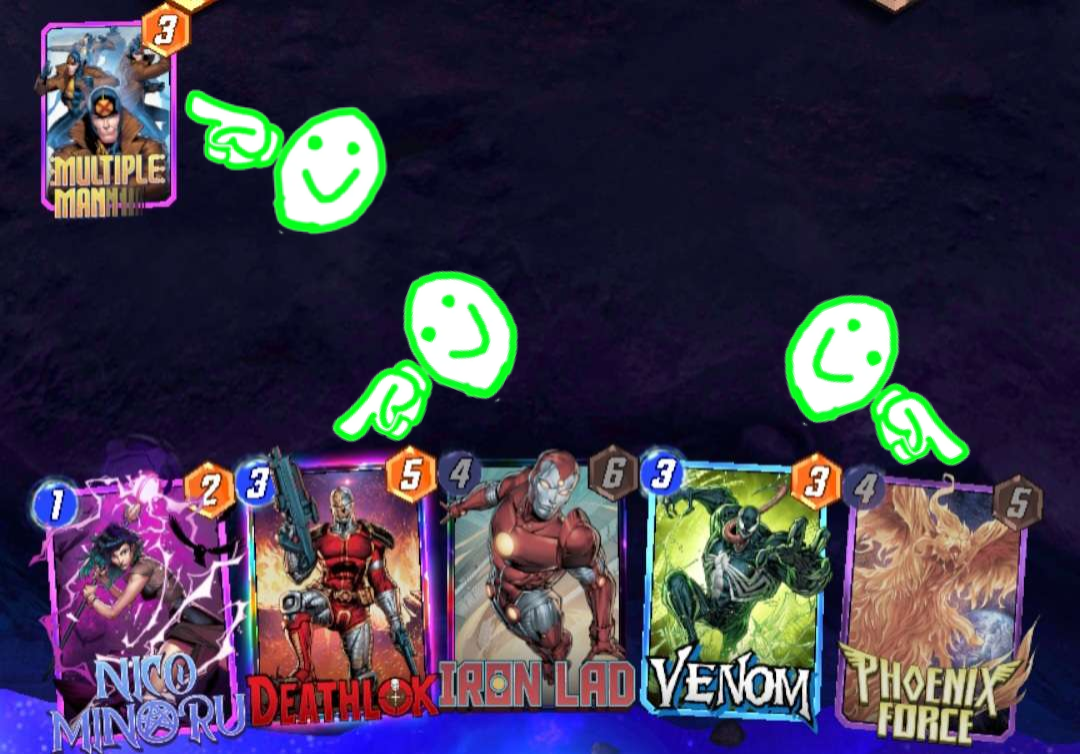 3
MULTIPLE
MAN
1 2
3 5
4 6
3 3
4 5
NICO
MINORU
DEATHLOK
IRON LAD
VENOM
PHOENIX
FORCE